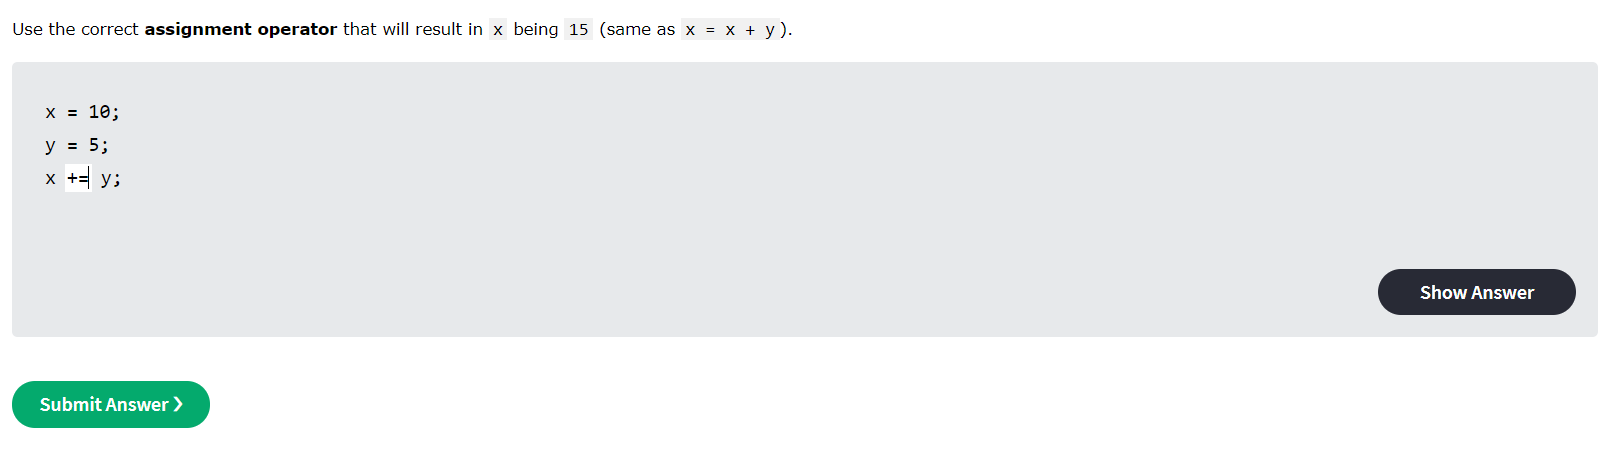 Use the correct assignment operator that will result in x being 15 (same as x = x + y).
x = 10;
y = 5;
x += y;
Show Answer
Submit Answer ❯